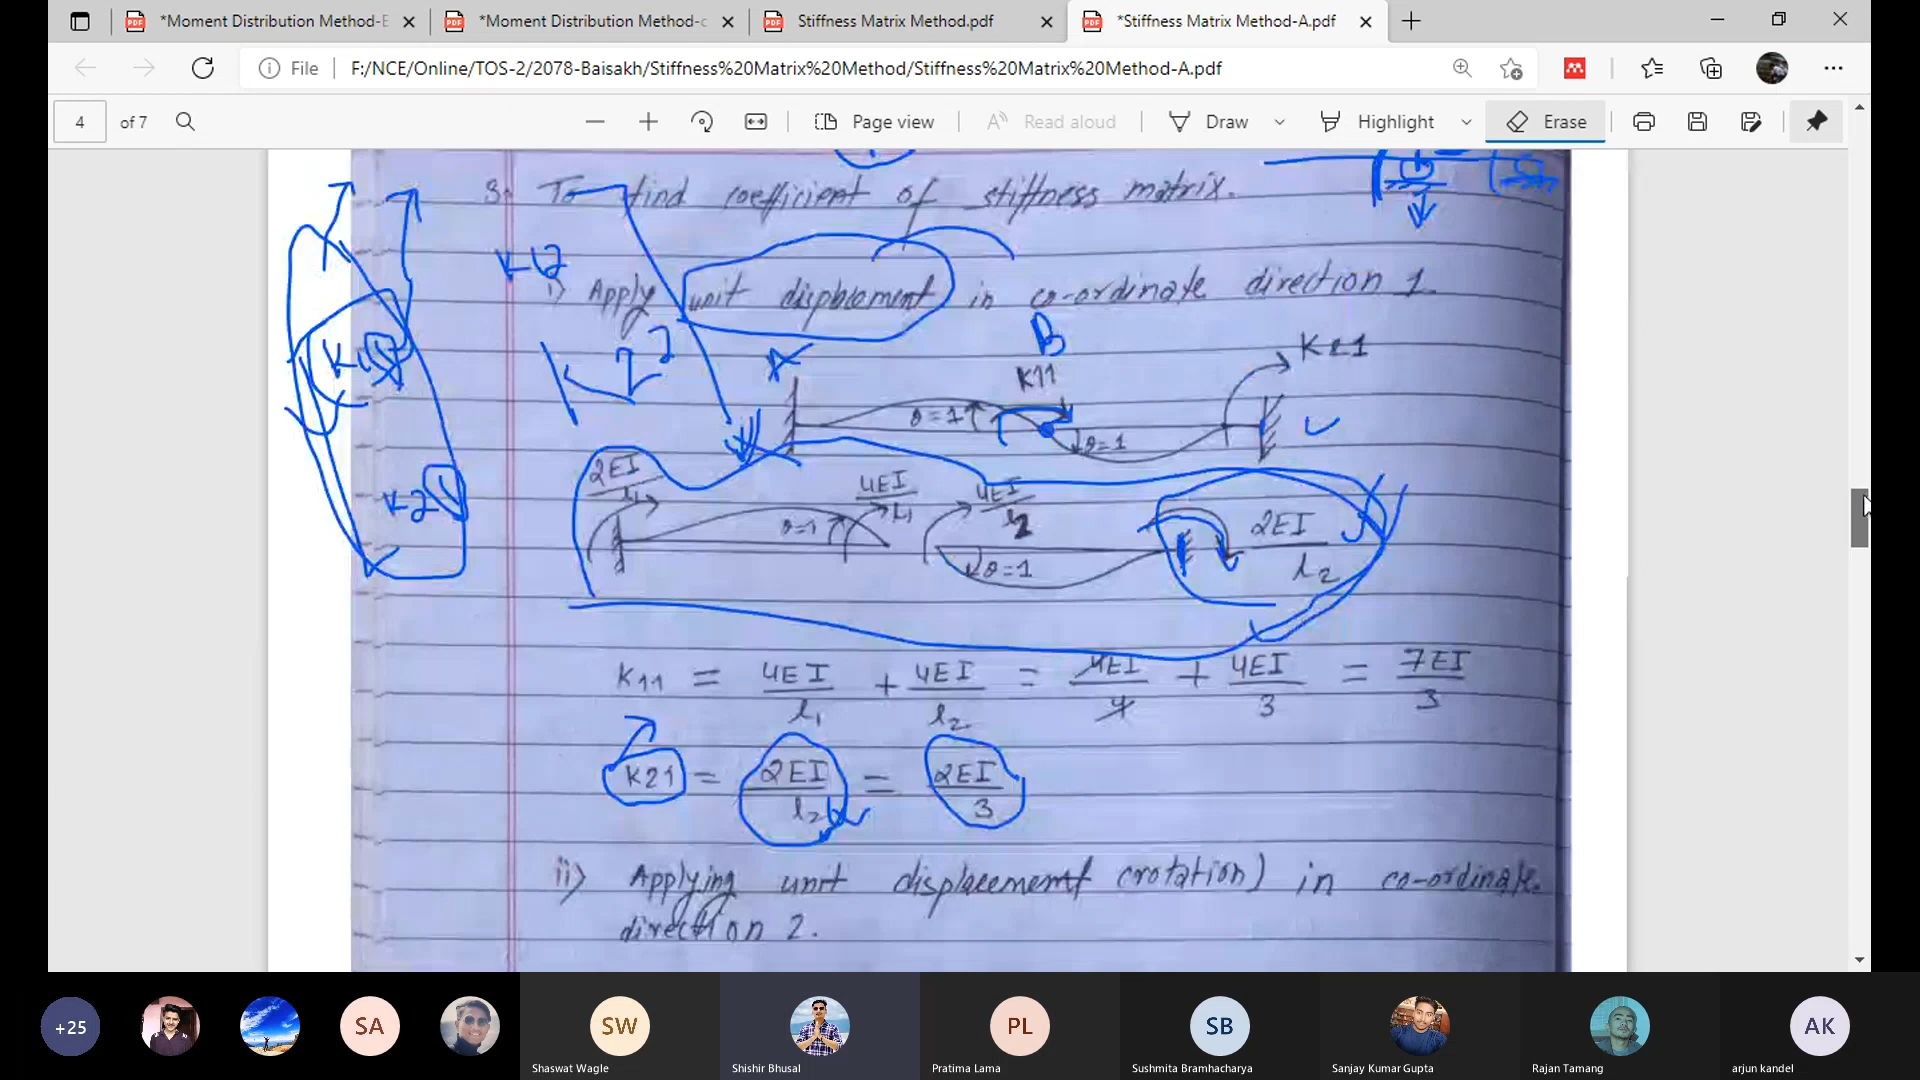 *Moment Distribution Method-E
*Moment Distribution Method-c
Stiffness Matrix Method.pdf
*Stiffness Matrix Method-A.pdf
File
F:/NCE/Online/TOS-2/2078-Baisakh/Stiffness%20Matrix%20Method/Stiffness%20Matrix%20Method-A.pdf
4 of 7
Page view
Read aloud
Draw
Highlight
Erase
3. To find coefficient of stiffness matrix.
K12
i) Apply unit displacement in co-ordinate direction 1.
K22
A
B
K11
K21
θ=1
θ=1
2EI/l1
4EI/l1
4EI/l2
2EI/l2
θ=1
θ=1
K21
K11 = 4EI/l1 + 4EI/l2 = 4EI/4 + 4EI/3 = 7EI/3
K21 = 2EI/l2 = 2EI/3
ii) Applying unit displacement (rotation) in co-ordinate
direction 2.
+25
SA
SW
PL
SB
AK
Shaswat Wagle
Shishir Bhusal
Pratima Lama
Sushmita Bramhacharya
Sanjay Kumar Gupta
Rajan Tamang
arjun kandel